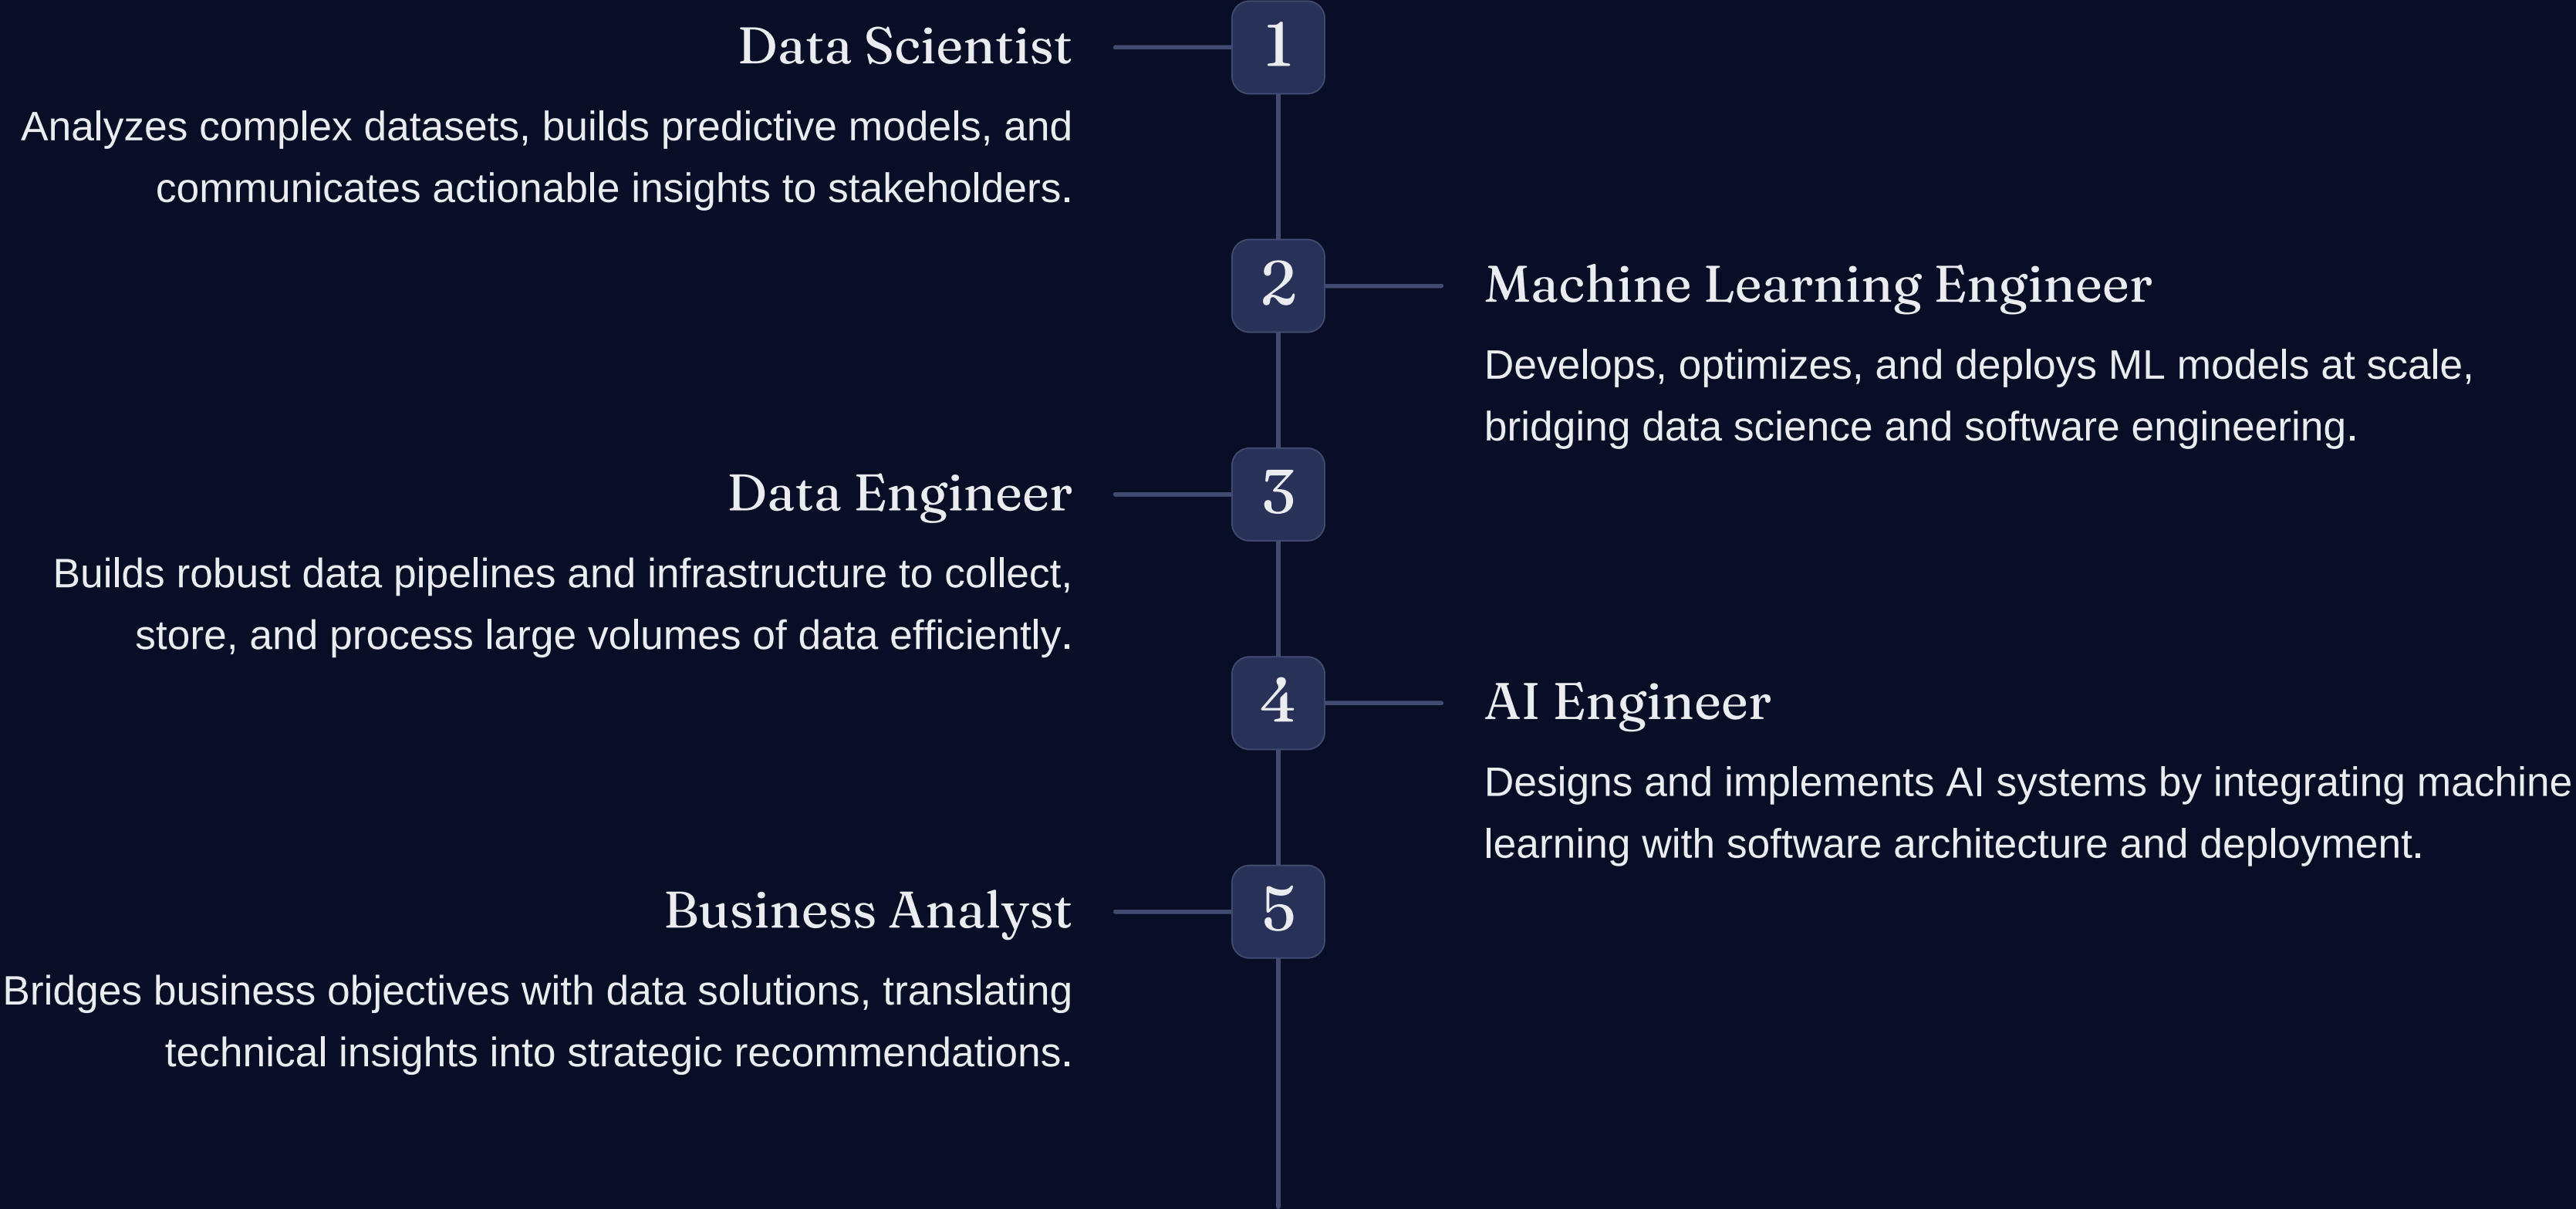 Data Scientist
1
Analyzes complex datasets, builds predictive models, and
communicates actionable insights to stakeholders.
2
Machine Learning Engineer
Develops, optimizes, and deploys ML models at scale,
bridging data science and software engineering.
Data Engineer
3
Builds robust data pipelines and infrastructure to collect,
store, and process large volumes of data efficiently.
4
AI Engineer
Designs and implements AI systems by integrating machine
learning with software architecture and deployment.
Business Analyst
5
Bridges business objectives with data solutions, translating
technical insights into strategic recommendations.